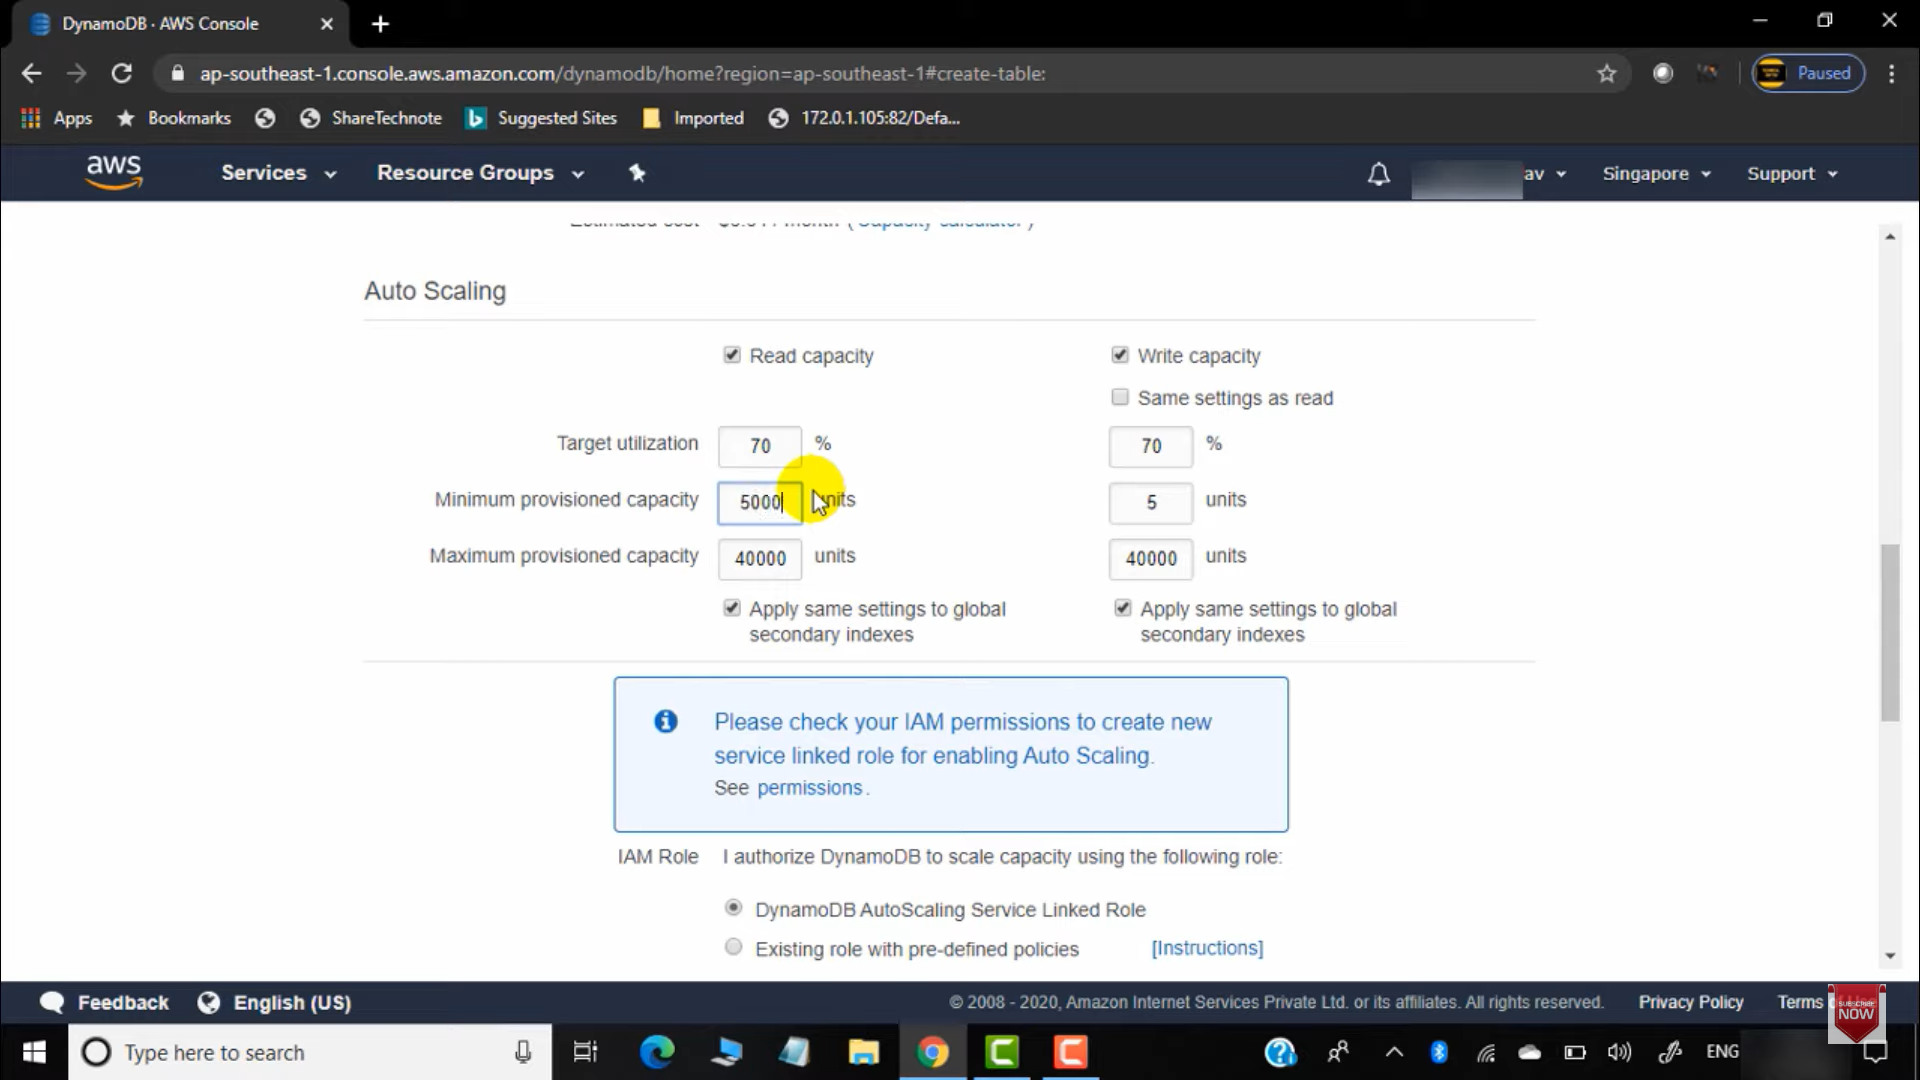 DynamoDB · AWS Console
ap-southeast-1.console.aws.amazon.com/dynamodb/home?region=ap-southeast-1#create-table:
Paused
Apps
Bookmarks
ShareTechnote
Suggested Sites
Imported
172.0.1.105:82/Defa...
aws
Services
Resource Groups
av
Singapore
Support
Estimated cost
/ month ( Capacity calculator )
Auto Scaling
Read capacity
Write capacity
Same settings as read
Target utilization 70 % 70 %
Minimum provisioned capacity 5000 units 5 units
Maximum provisioned capacity 40000 units 40000 units
Apply same settings to global
secondary indexes
Apply same settings to global
secondary indexes
Please check your IAM permissions to create new
service linked role for enabling Auto Scaling.
See permissions.
IAM Role I authorize DynamoDB to scale capacity using the following role:
DynamoDB AutoScaling Service Linked Role
Existing role with pre-defined policies [Instructions]
Feedback
English (US)
© 2008 - 2020, Amazon Internet Services Private Ltd. or its affiliates. All rights reserved.
Privacy Policy
Terms
SUBSCRIBE
NOW
Type here to search
ENG